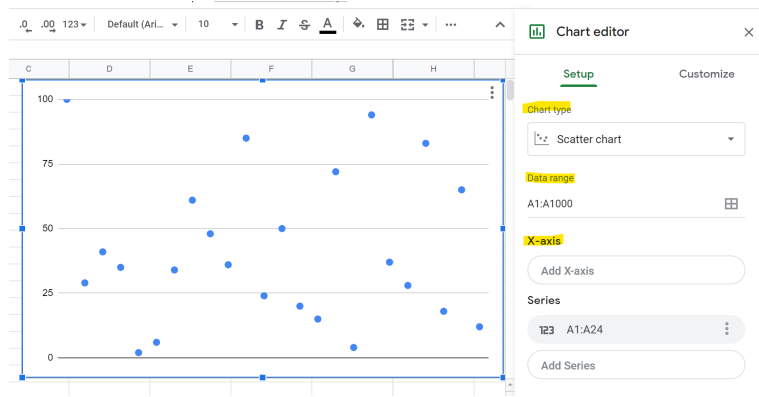 .0 .00 123 Default (Ari... 10 B I S A ...
Chart editor
Setup Customize
C D E F G H
100
75
50
25
0
Chart type
Scatter chart
Data range
A1:A1000
X-axis
Add X-axis
Series
123 A1:A24
Add Series